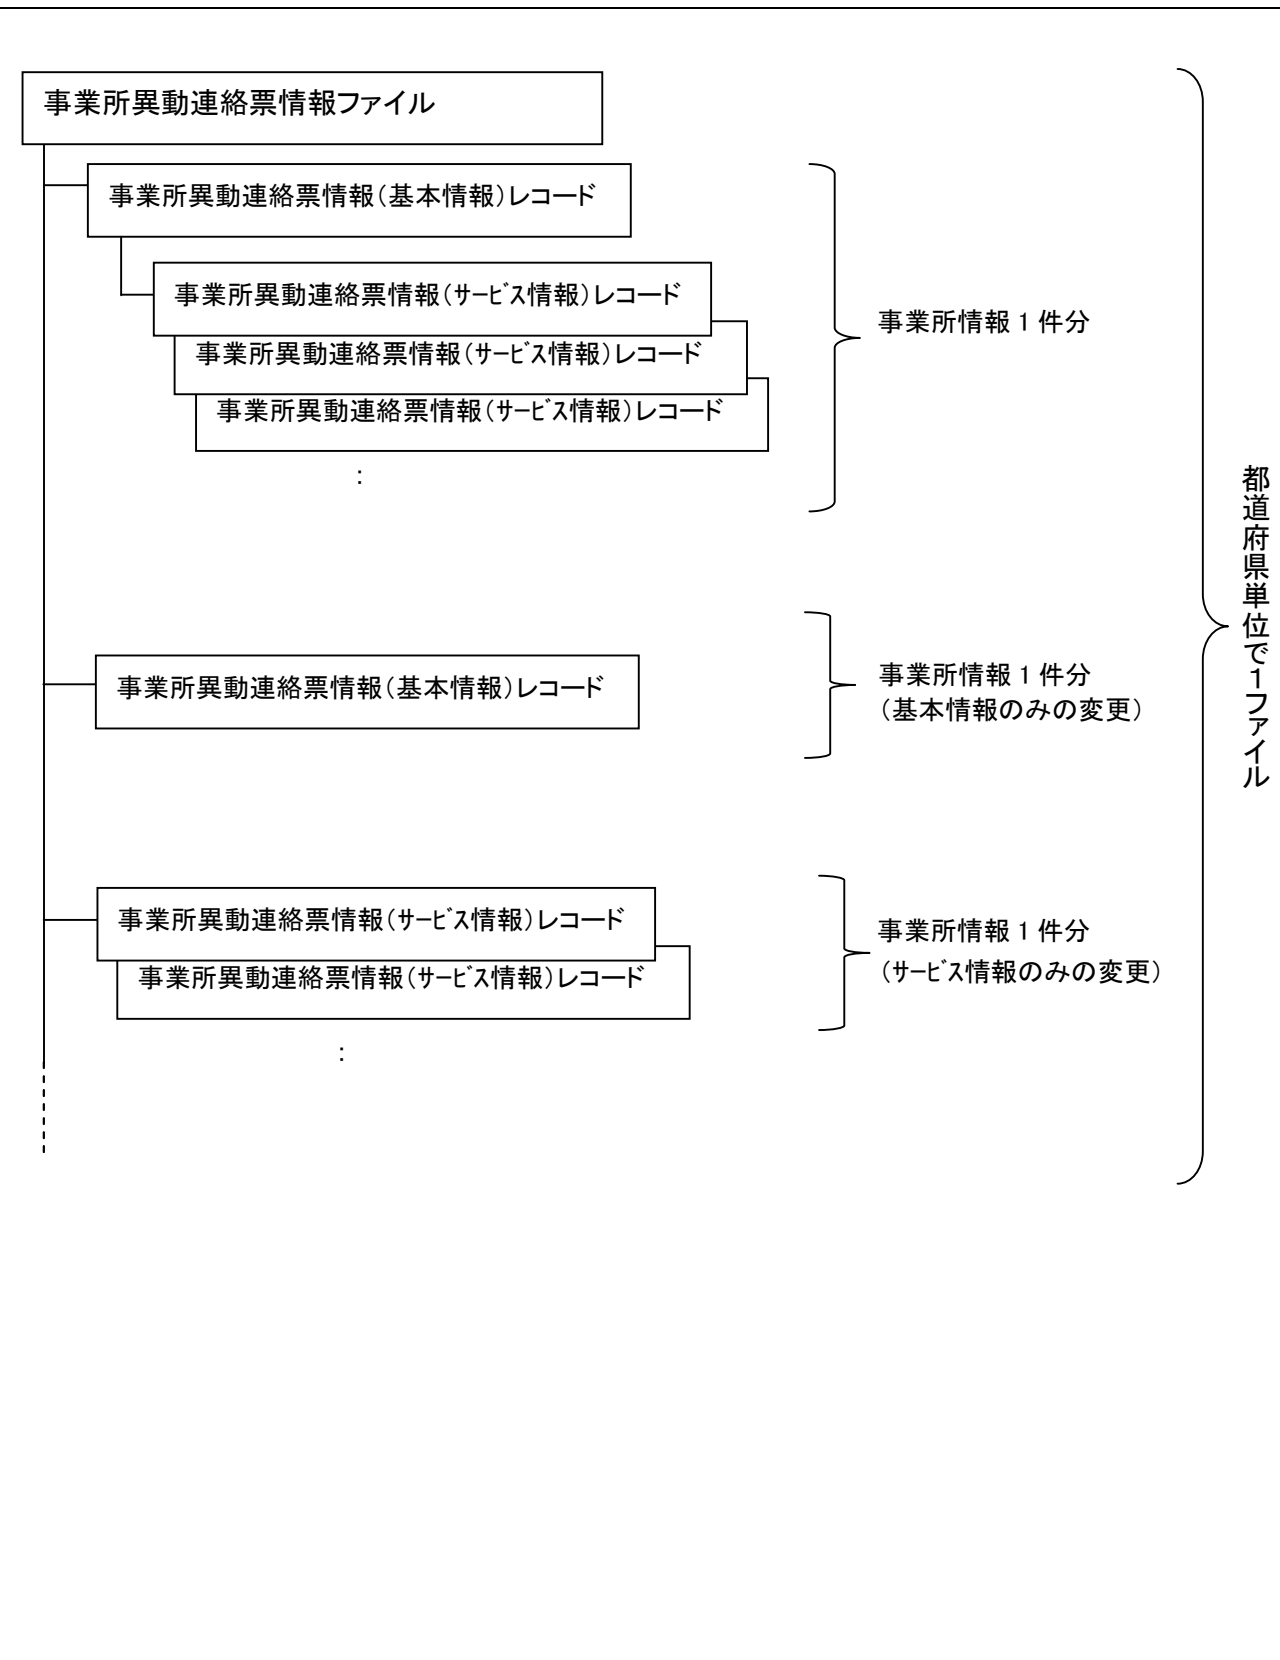 事業所異動連絡票情報ファイル
事業所異動連絡票情報（基本情報）レコード
事業所異動連絡票情報（ｻｰﾋﾞｽ情報）レコード
事業所異動連絡票情報（ｻｰﾋﾞｽ情報）レコード
事業所異動連絡票情報（ｻｰﾋﾞｽ情報）レコード
：
事業所情報 1 件分
事業所異動連絡票情報（基本情報）レコード
事業所情報 1 件分
（基本情報のみの変更）
事業所異動連絡票情報（ｻｰﾋﾞｽ情報）レコード
事業所異動連絡票情報（ｻｰﾋﾞｽ情報）レコード
：
事業所情報 1 件分
（ｻｰﾋﾞｽ情報のみの変更）
都道府県単位で１ファイル